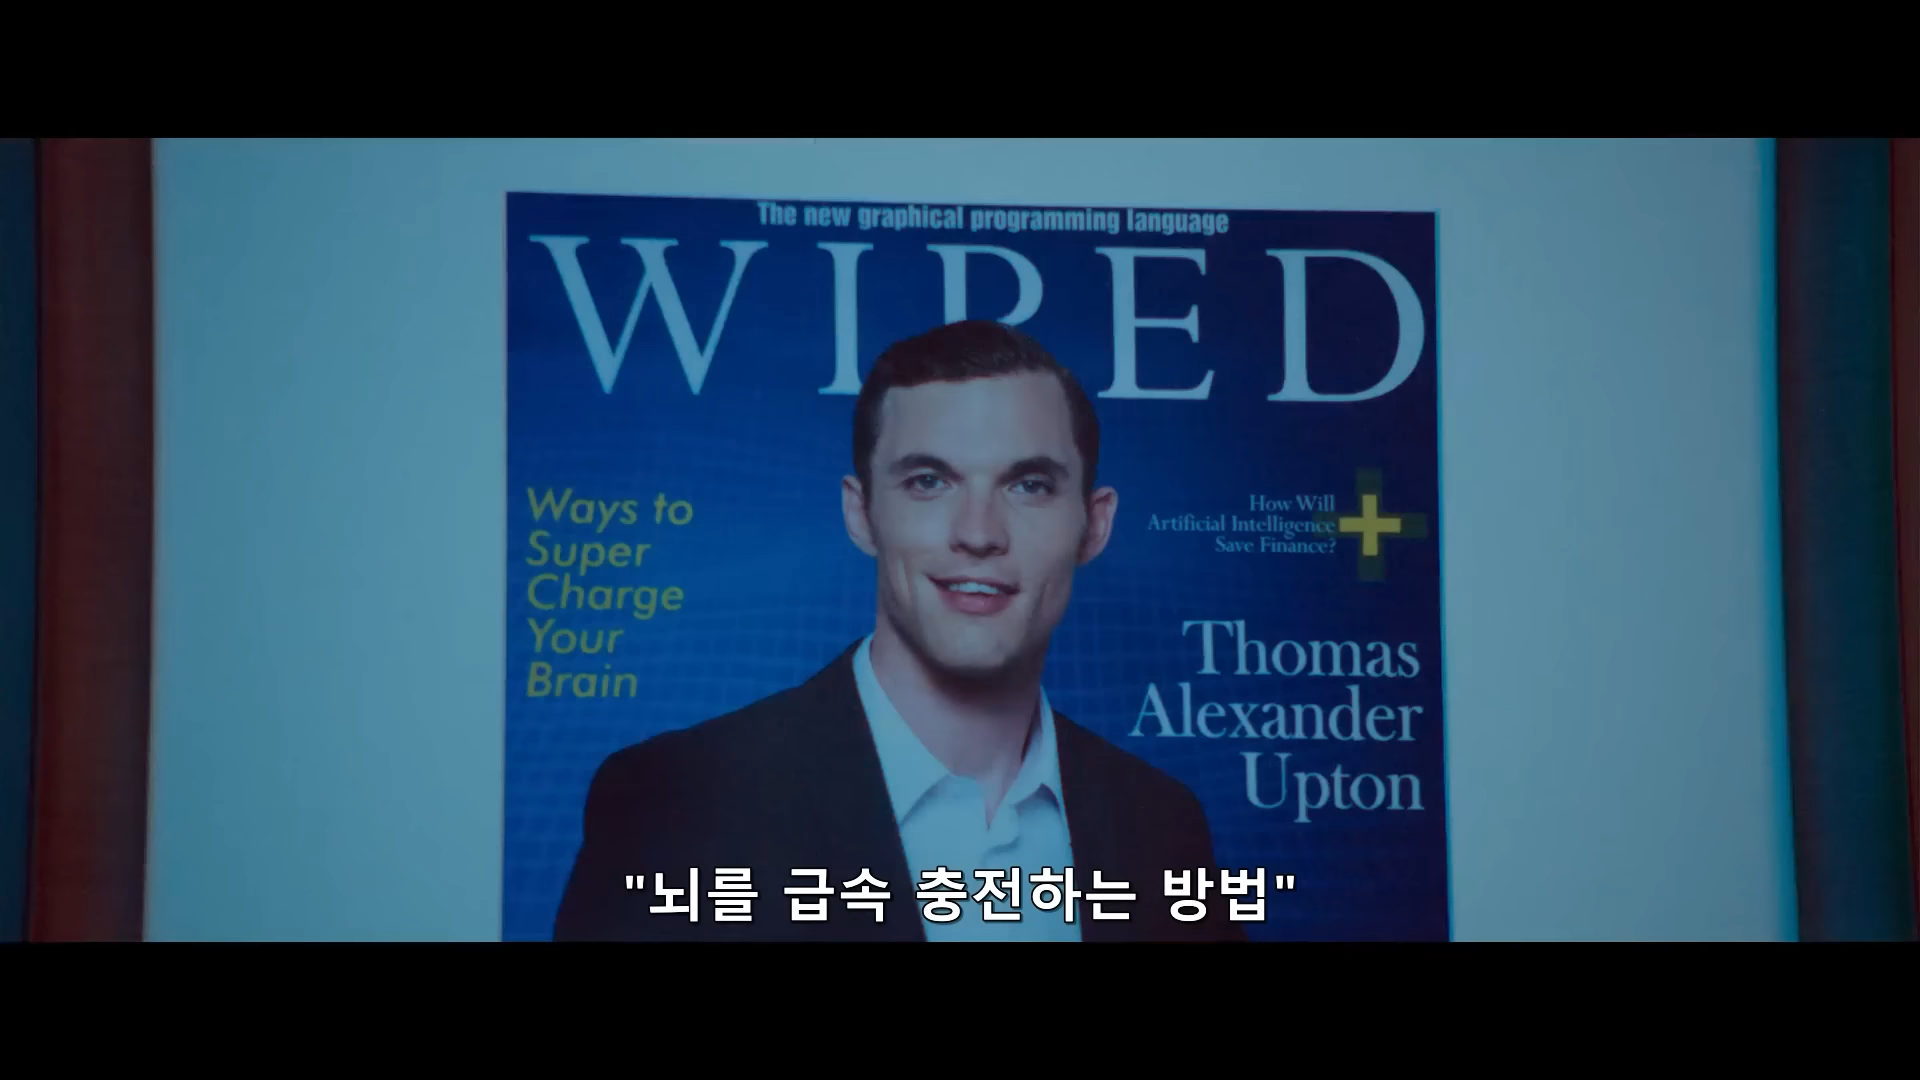 The new graphical programming language
WIRED
Ways to
Super
Charge
Your
Brain
How Will
Artificial Intelligence
Save Finance?
Thomas
Alexander
Upton
"뇌를 급속 충전하는 방법"